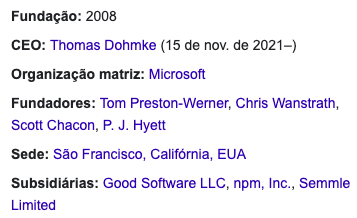 Fundação: 2008
CEO: Thomas Dohmke (15 de nov. de 2021–)
Organização matriz: Microsoft
Fundadores: Tom Preston-Werner, Chris Wanstrath,
Scott Chacon, P. J. Hyett
Sede: São Francisco, Califórnia, EUA
Subsidiárias: Good Software LLC, npm, Inc., Semmle
Limited